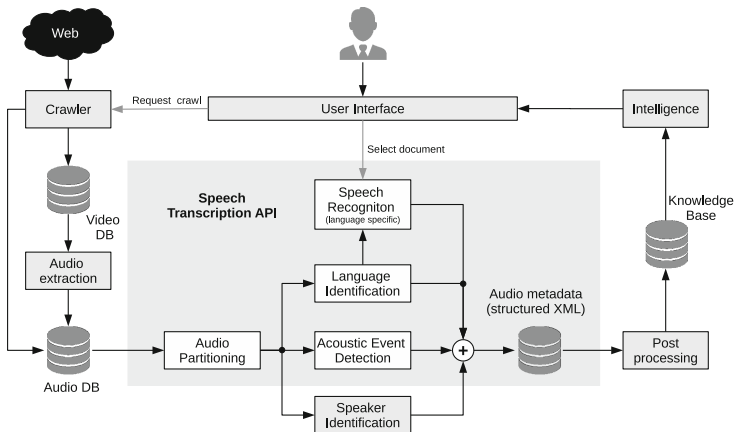 Web
Request crawl
Crawler
User Interface
Intelligence
Select document
Speech
Transcription API
Speech
Recogniton
(language specific)
Video
DB
Knowledge
Base
Audio
extraction
Language
Identification
Audio metadata
(structured XML)
Audio
Partitioning
Acoustic Event
Detection
+
Post
processing
Audio DB
Speaker
Identification